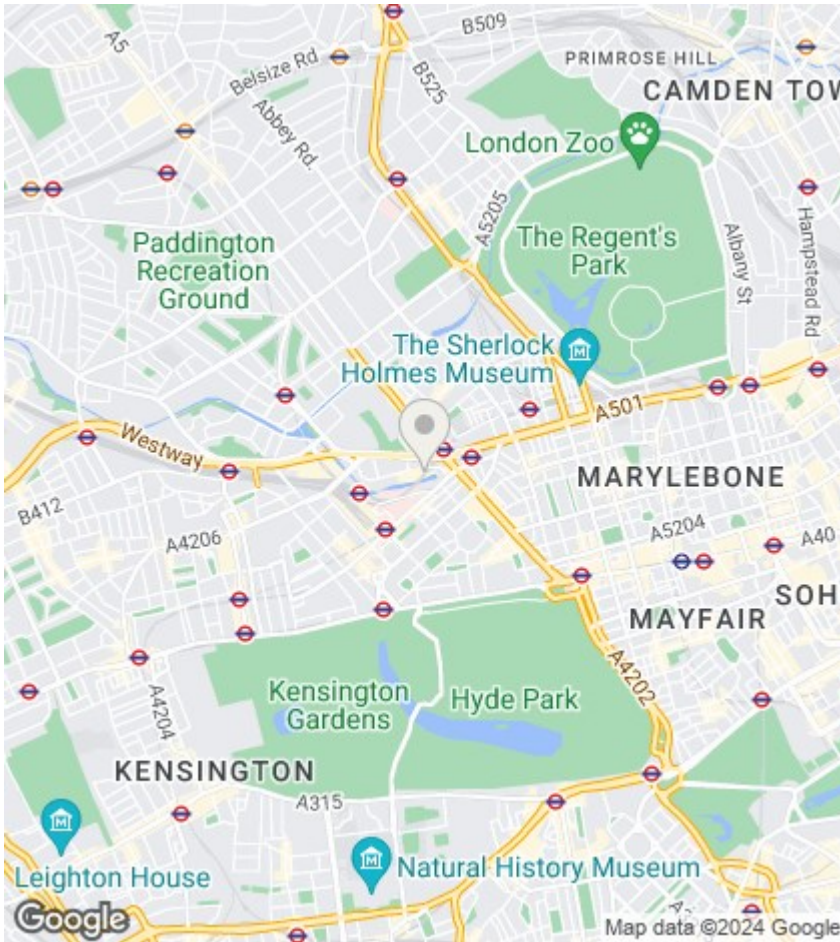 B509
A5
Belsize Rd
B525
PRIMROSE HILL
CAMDEN TOW
Abbey Rd.
London Zoo
A5205
Albany St
Hampstead Rd
Paddington
Recreation
Ground
The Regent's
Park
The Sherlock
Holmes Museum
A501
Westway
MARYLEBONE
B412
A4206
A5204
A40
SOH
MAYFAIR
A4202
Kensington
Gardens
Hyde Park
A4204
KENSINGTON
A315
Leighton House
Natural History Museum
Google
Map data ©2024 Google